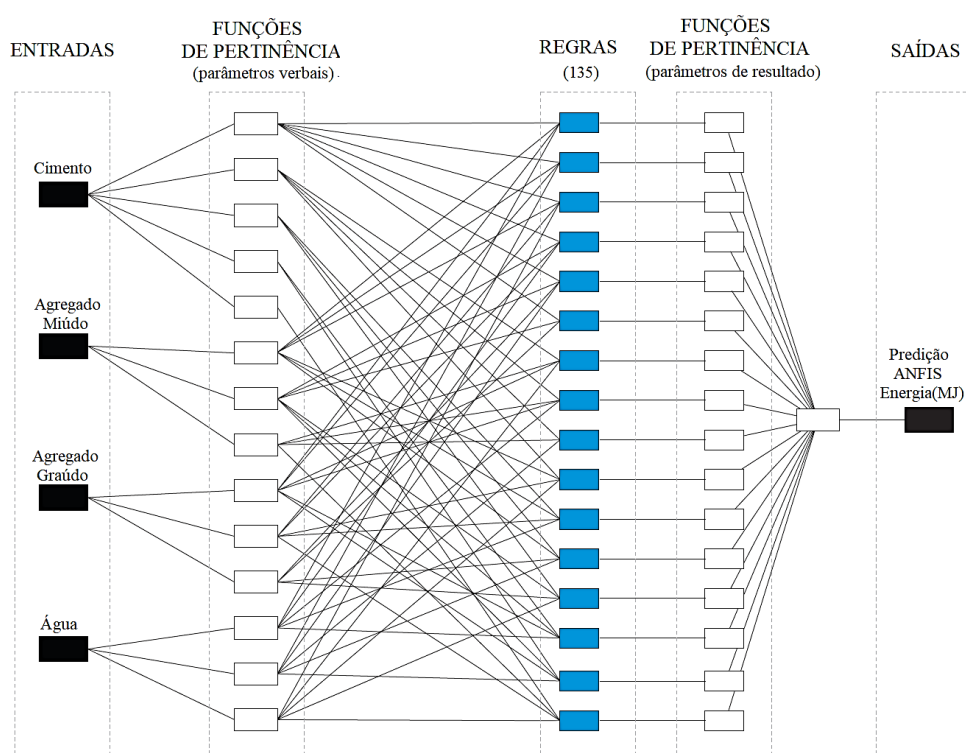 ENTRADAS
FUNÇÕES
DE PERTINÊNCIA
(parâmetros verbais)
REGRAS
(135)
FUNÇÕES
DE PERTINÊNCIA
(parâmetros de resultado)
SAÍDAS
Cimento
Agregado
Miúdo
Agregado
Graúdo
Água
Predição
ANFIS
Energia(MJ)